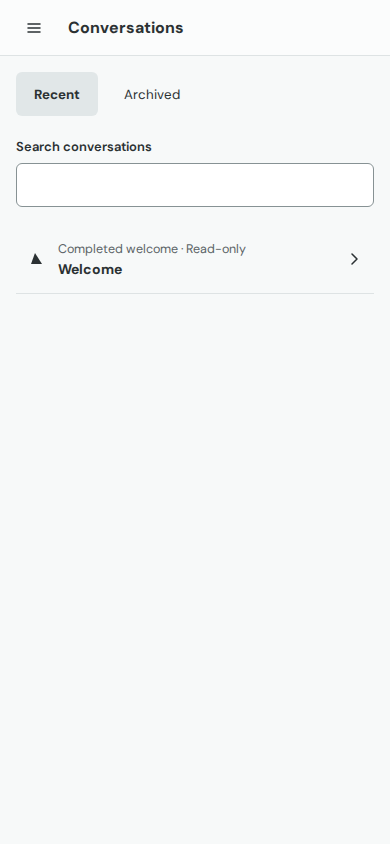 Conversations
Recent
Archived
Search conversations
Completed welcome · Read-only
Welcome